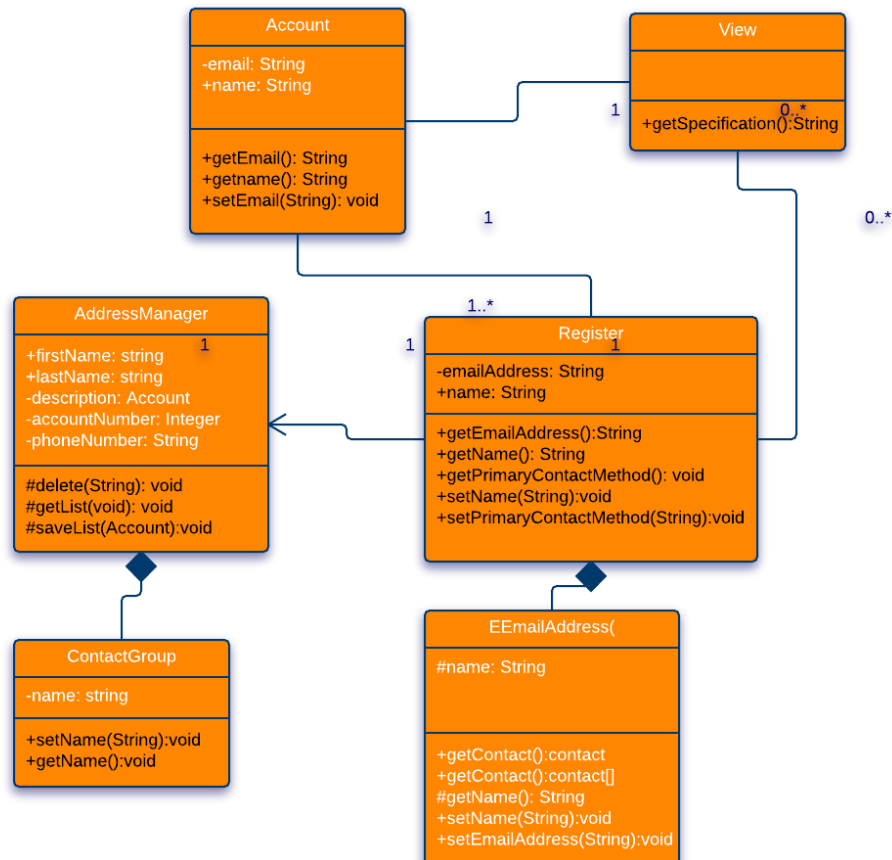 Account
-email: String
+name: String
+getEmail(): String
+getname(): String
+setEmail(String): void
View
+getSpecification():String
1
0..*
1
0..*
1..*
AddressManager
+firstName: string
+lastName: string
-description: Account
-accountNumber: Integer
-phoneNumber: String
#delete(String): void
#getList(void): void
#saveList(Account):void
1
1
1
Register
-emailAddress: String
+name: String
+getEmailAddress():String
+getName(): String
+getPrimaryContactMethod(): void
+setName(String):void
+setPrimaryContactMethod(String):void
ContactGroup
-name: string
+setName(String):void
+getName():void
EEmailAddress(
#name: String
+getContact():contact
+getContact():contact[]
#getName(): String
+setName(String):void
+setEmailAddress(String):void